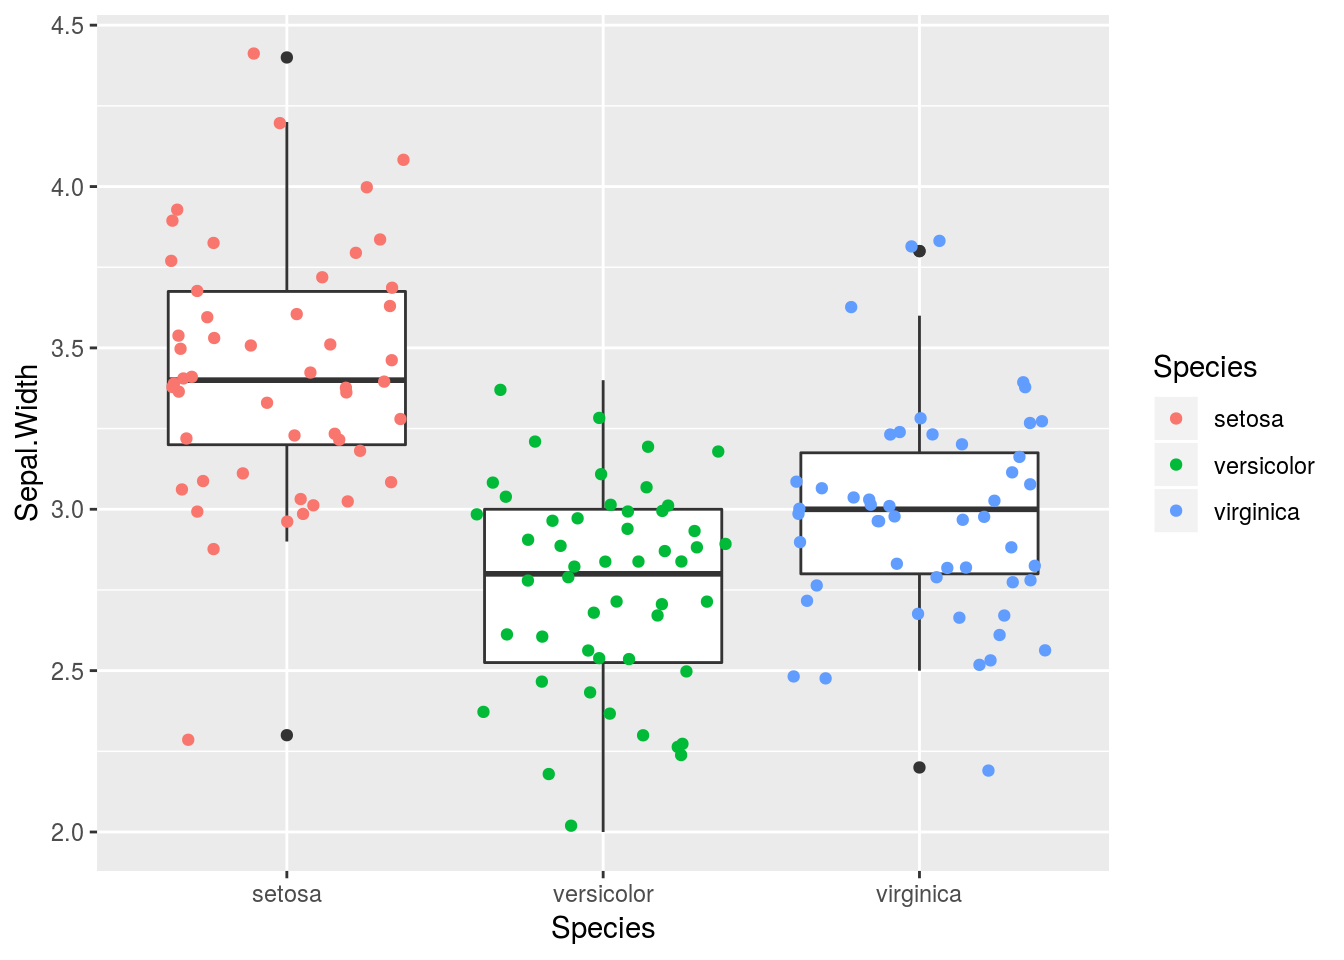 4.5
4.0
3.5
3.0
2.5
2.0
Sepal.Width
setosa
versicolor
virginica
Species
Species
setosa
versicolor
virginica